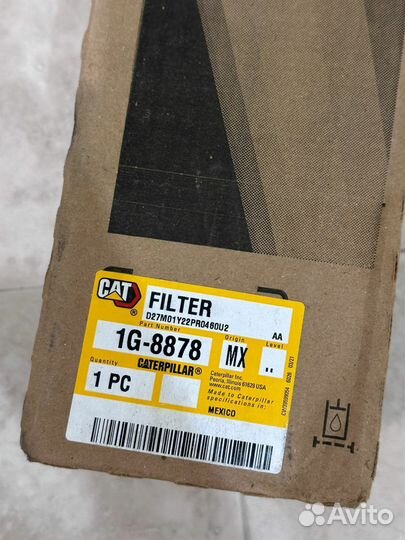 CAT
®
FILTER
D27M01Y22PR0460U2
AA
Part Number
Origin
Level
1G-8878
MX
..
Quantity
CATERPILLAR®
1 PC
Caterpillar Inc.
Peoria, Illinois 61629 USA
www.cat.com
Made to Caterpillar
specifications in:
MEXICO
Avito